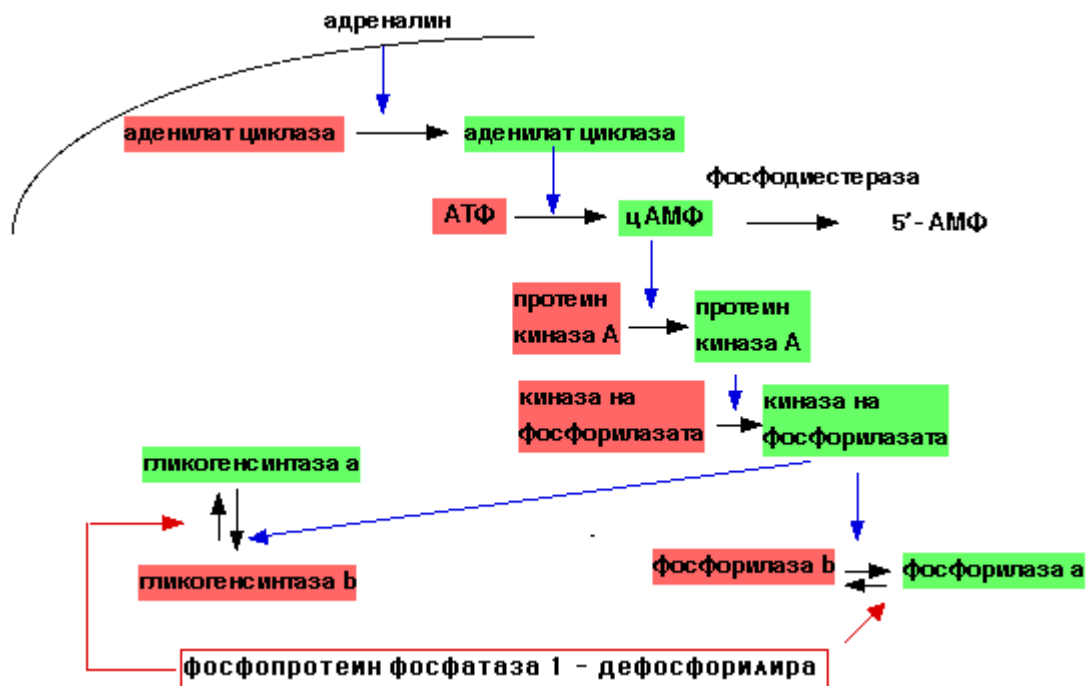 адреналин
аденилат циклаза
аденилат циклаза
фосфодиестераза
АТФ
цАМФ
5'- АМФ
протеин
киназа А
протеин
киназа А
киназа на
фосфорилазата
киназа на
фосфорилазата
гликогенсинтаза а
гликогенсинтаза b
фосфорилаза b
фосфорилаза а
фосфопротеин фосфатаза 1 - дефосфорилира